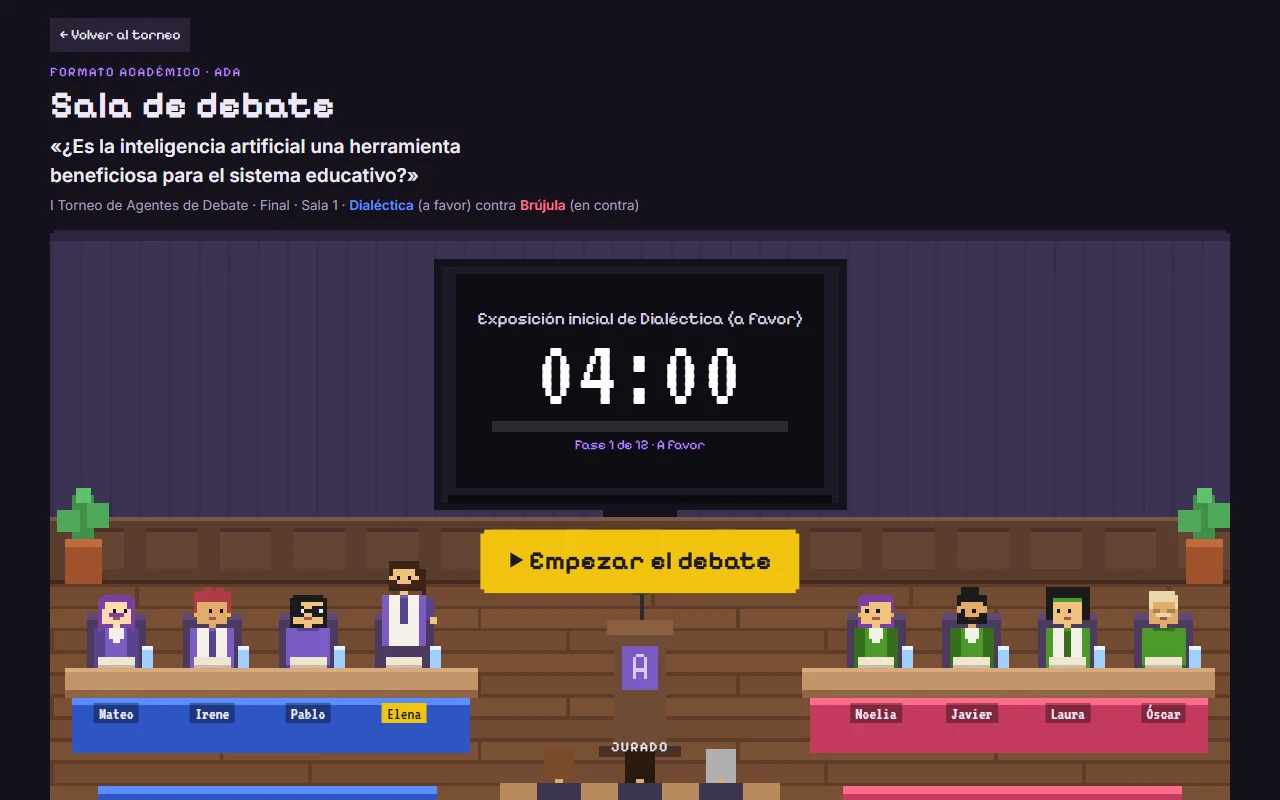 ← Volver al torneo
FORMATO ACADÉMICO · ADA
Sala de debate
«¿Es la inteligencia artificial una herramienta
beneficiosa para el sistema educativo?»
I Torneo de Agentes de Debate · Final · Sala 1 · Dialéctica (a favor) contra Brújula (en contra)
Exposición inicial de Dialéctica (a favor)
04:00
Fase 1 de 12 · A favor
▶ Empezar el debate
A
Mateo Irene Pablo Elena Noelia Javier Laura Óscar
JURADO